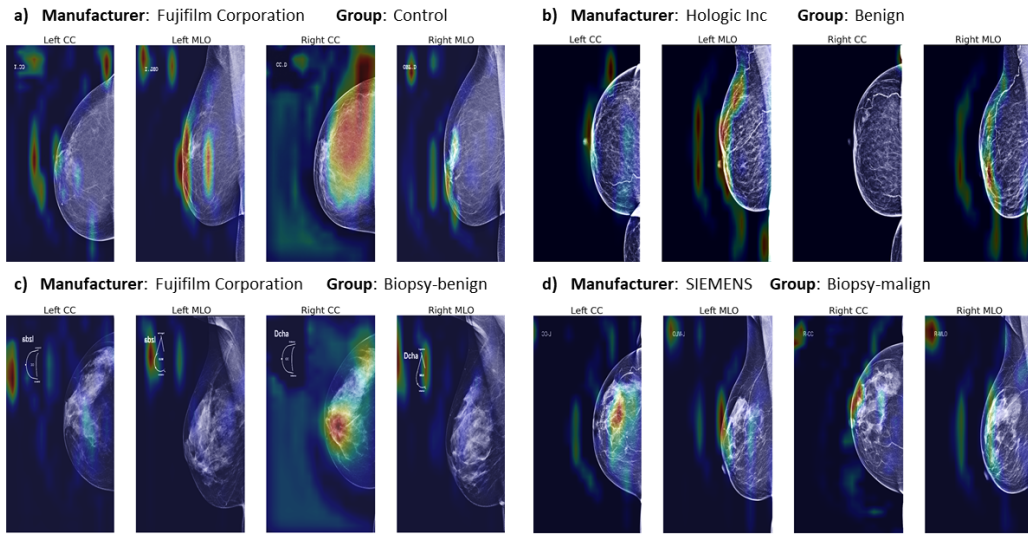 a) Manufacturer: Fujifilm Corporation Group: Control
Left CC Left MLO Right CC Right MLO
b) Manufacturer: Hologic Inc Group: Benign
Left CC Left MLO Right CC Right MLO
c) Manufacturer: Fujifilm Corporation Group: Biopsy-benign
Left CC Left MLO Right CC Right MLO
Dcha
Dcha
d) Manufacturer: SIEMENS Group: Biopsy-malign
Left CC Left MLO Right CC Right MLO
R-CC R-MLO